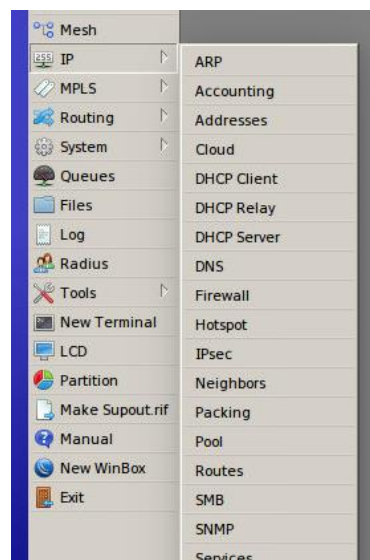 Mesh
255 IP
MPLS
Routing
System
Queues
Files
Log
Radius
Tools
New Terminal
LCD
Partition
Make Supout.rif
Manual
New WinBox
Exit
ARP
Accounting
Addresses
Cloud
DHCP Client
DHCP Relay
DHCP Server
DNS
Firewall
Hotspot
IPsec
Neighbors
Packing
Pool
Routes
SMB
SNMP
Services